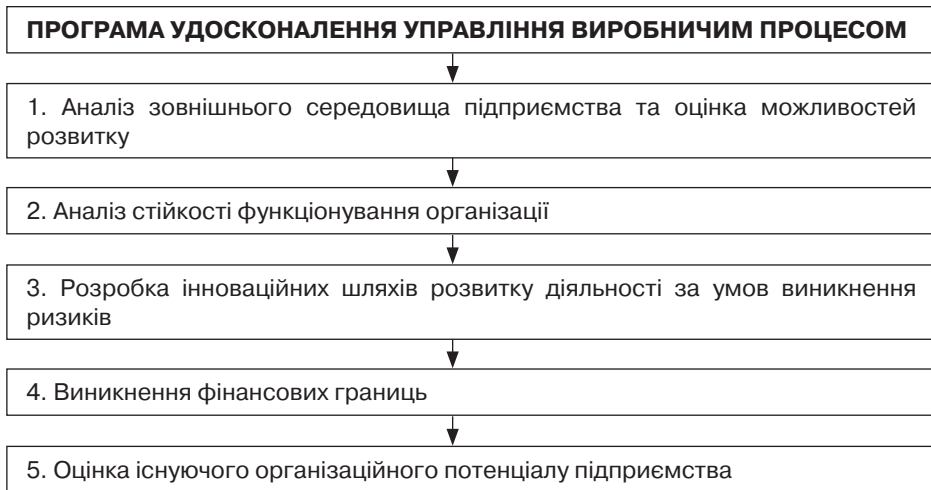 ПРОГРАМА УДОСКОНАЛЕННЯ УПРАВЛІННЯ ВИРОБНИЧИМ ПРОЦЕСОМ
1. Аналіз зовнішнього середовища підприємства та оцінка можливостей
розвитку
2. Аналіз стійкості функціонування організації
3. Розробка інноваційних шляхів розвитку діяльності за умов виникнення
ризиків
4. Виникнення фінансових границь
5. Оцінка існуючого організаційного потенціалу підприємства